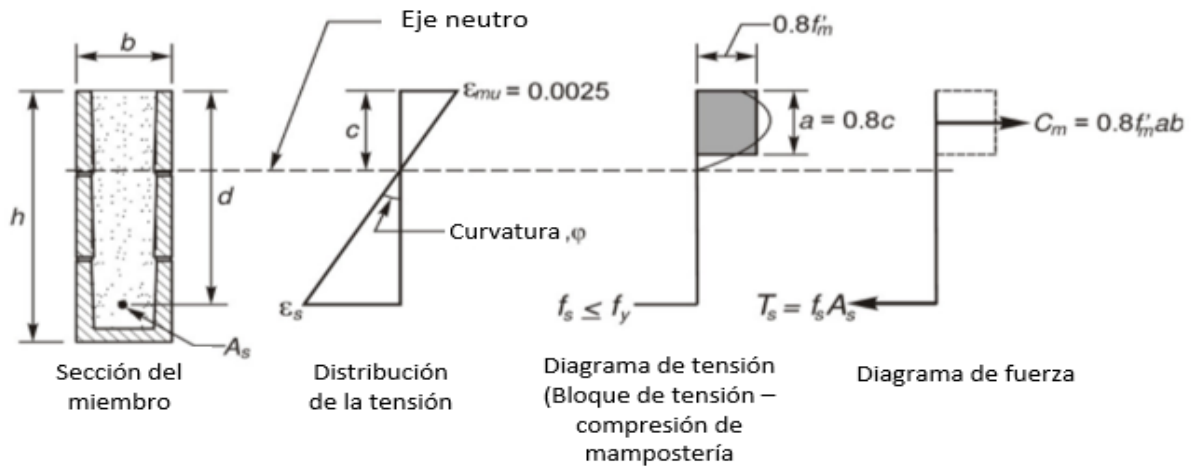 Eje neutro
b
0.8f'm
εmu = 0.0025
c
a = 0.8c
Cm = 0.8f'm ab
h
d
Curvatura ,φ
εs
fs ≤ fy
Ts = fsAs
As
Sección del
miembro
Distribución
de la tensión
Diagrama de tensión
(Bloque de tensión –
compresión de
mampostería
Diagrama de fuerza